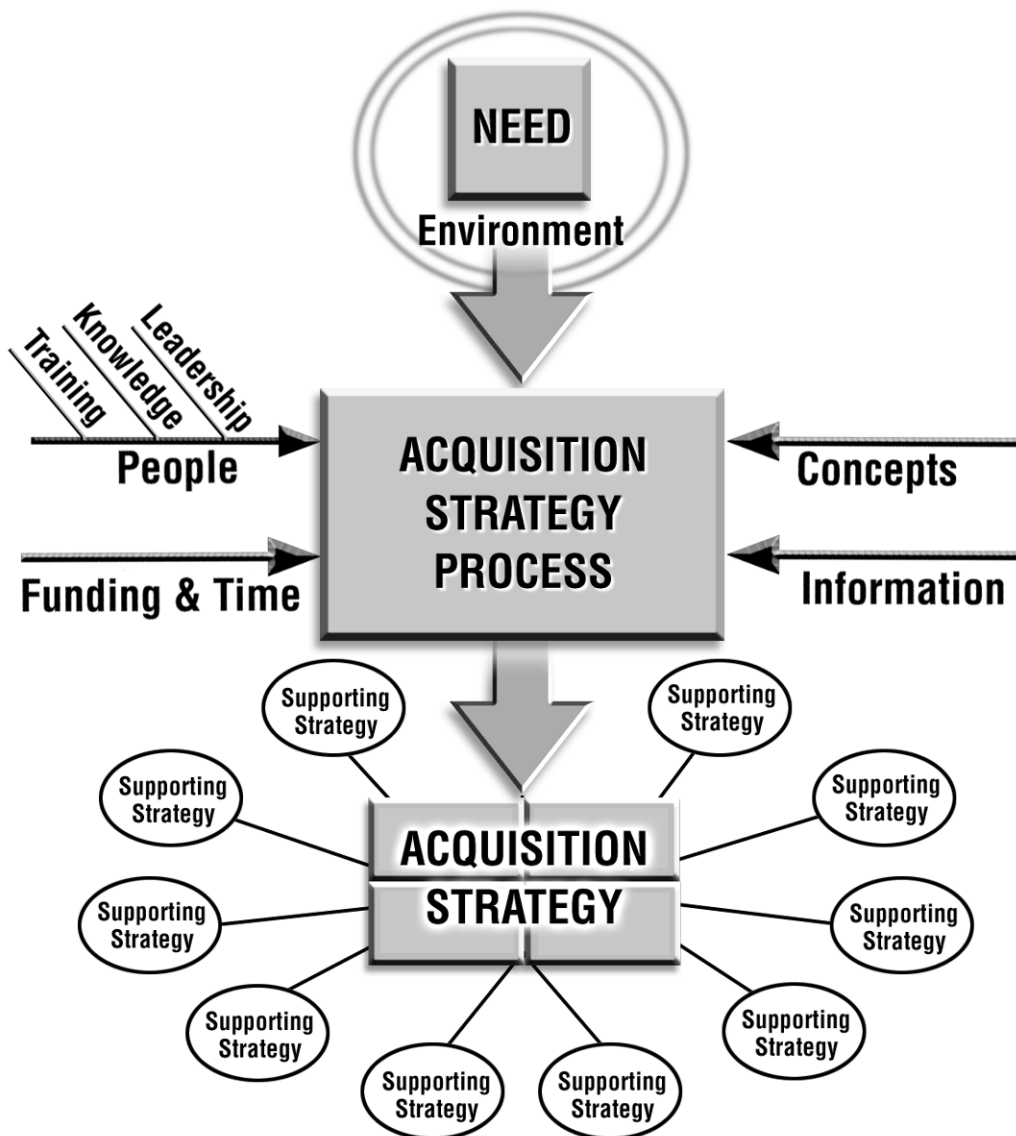 NEED
Environment
Training
Knowledge
Leadership
People
Funding & Time
ACQUISITION
STRATEGY
PROCESS
Concepts
Information
Supporting
Strategy
Supporting
Strategy
Supporting
Strategy
Supporting
Strategy
ACQUISITION
STRATEGY
Supporting
Strategy
Supporting
Strategy
Supporting
Strategy
Supporting
Strategy
Supporting
Strategy
Supporting
Strategy